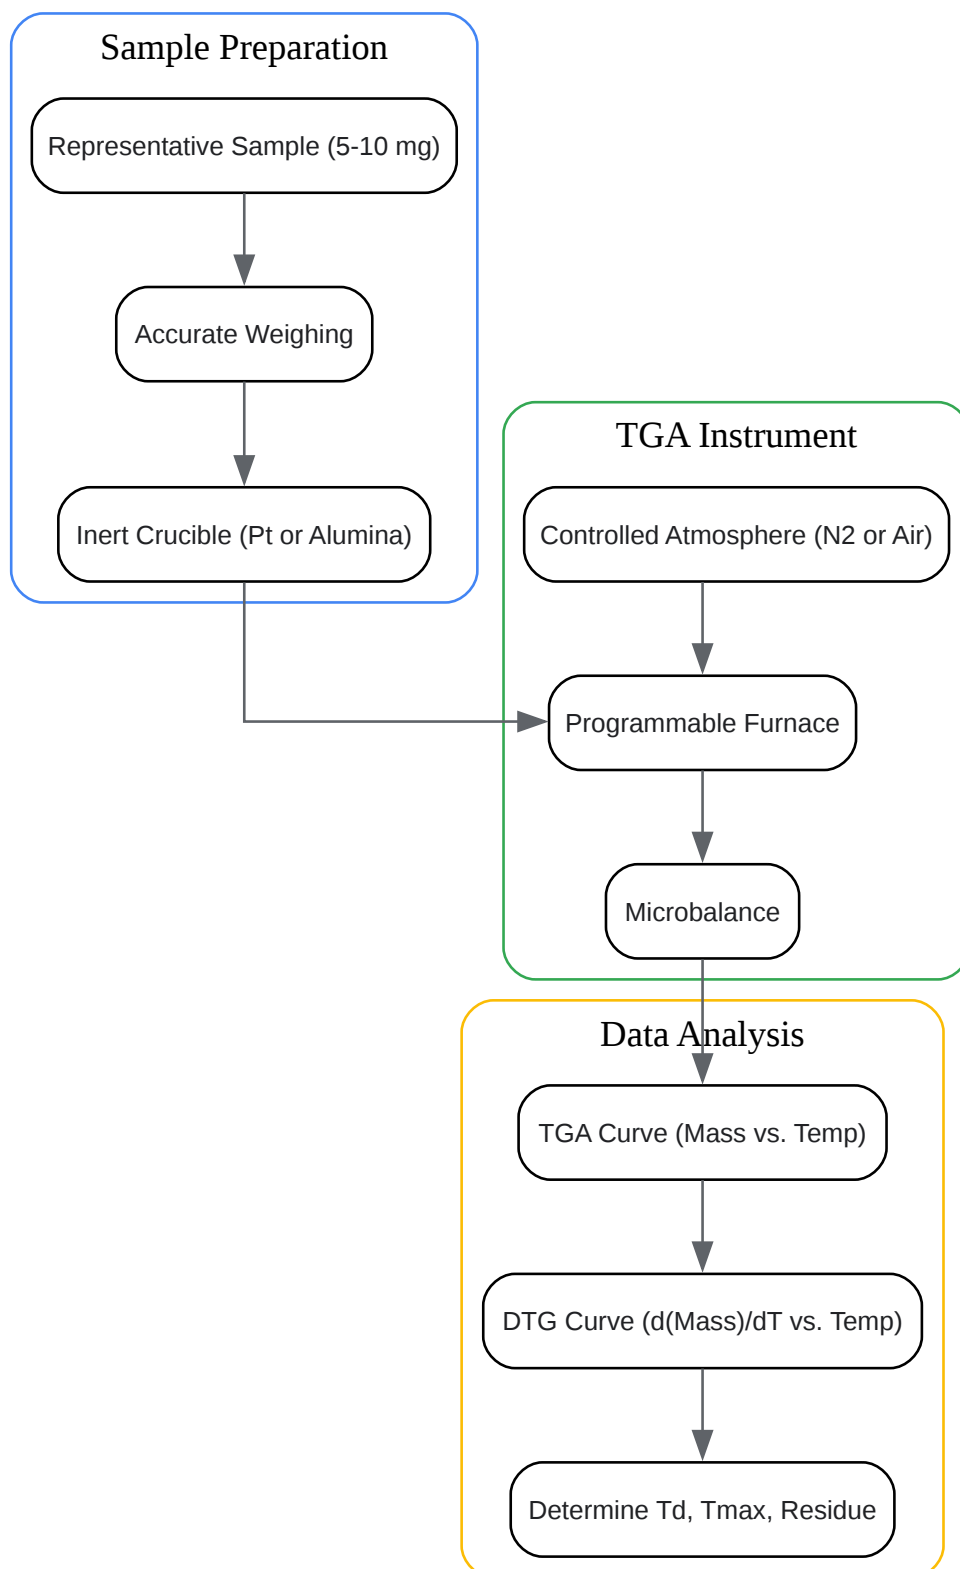 Sample Preparation
Representative Sample (5-10 mg)
Accurate Weighing
Inert Crucible (Pt or Alumina)
TGA Instrument
Controlled Atmosphere (N2 or Air)
Programmable Furnace
Microbalance
Data Analysis
TGA Curve (Mass vs. Temp)
DTG Curve (d(Mass)/dT vs. Temp)
Determine Td, Tmax, Residue